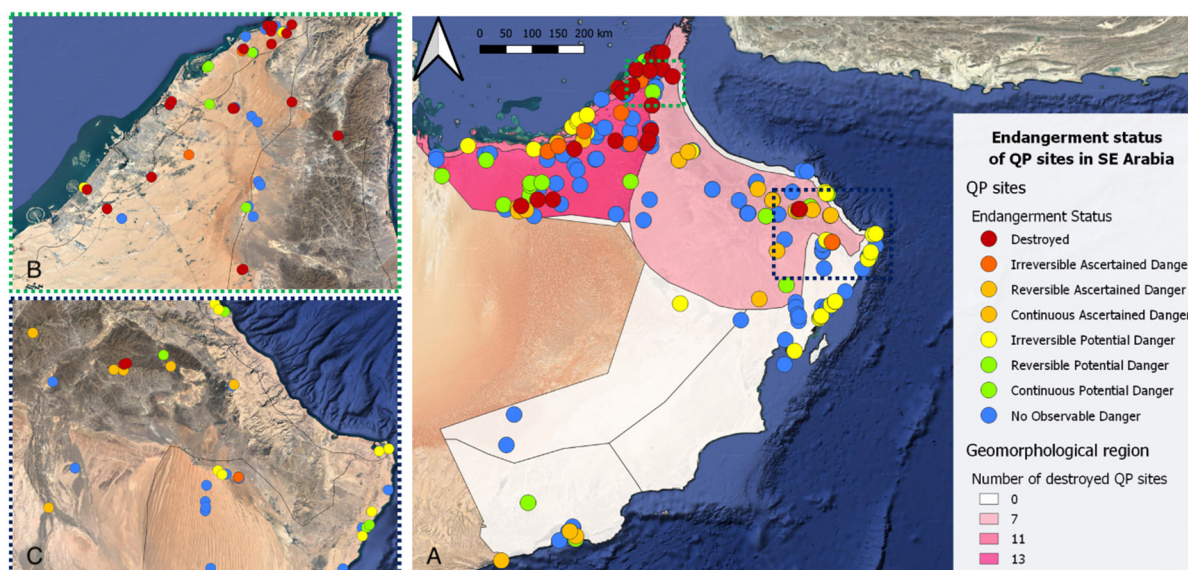 B
C
0 50 100 150 200 km
A
Endangerment status
of QP sites in SE Arabia
QP sites
Endangerment Status
Destroyed
Irreversible Ascertained Danger
Reversible Ascertained Danger
Continuous Ascertained Danger
Irreversible Potential Danger
Reversible Potential Danger
Continuous Potential Danger
No Observable Danger
Geomorphological region
Number of destroyed QP sites
0
7
11
13